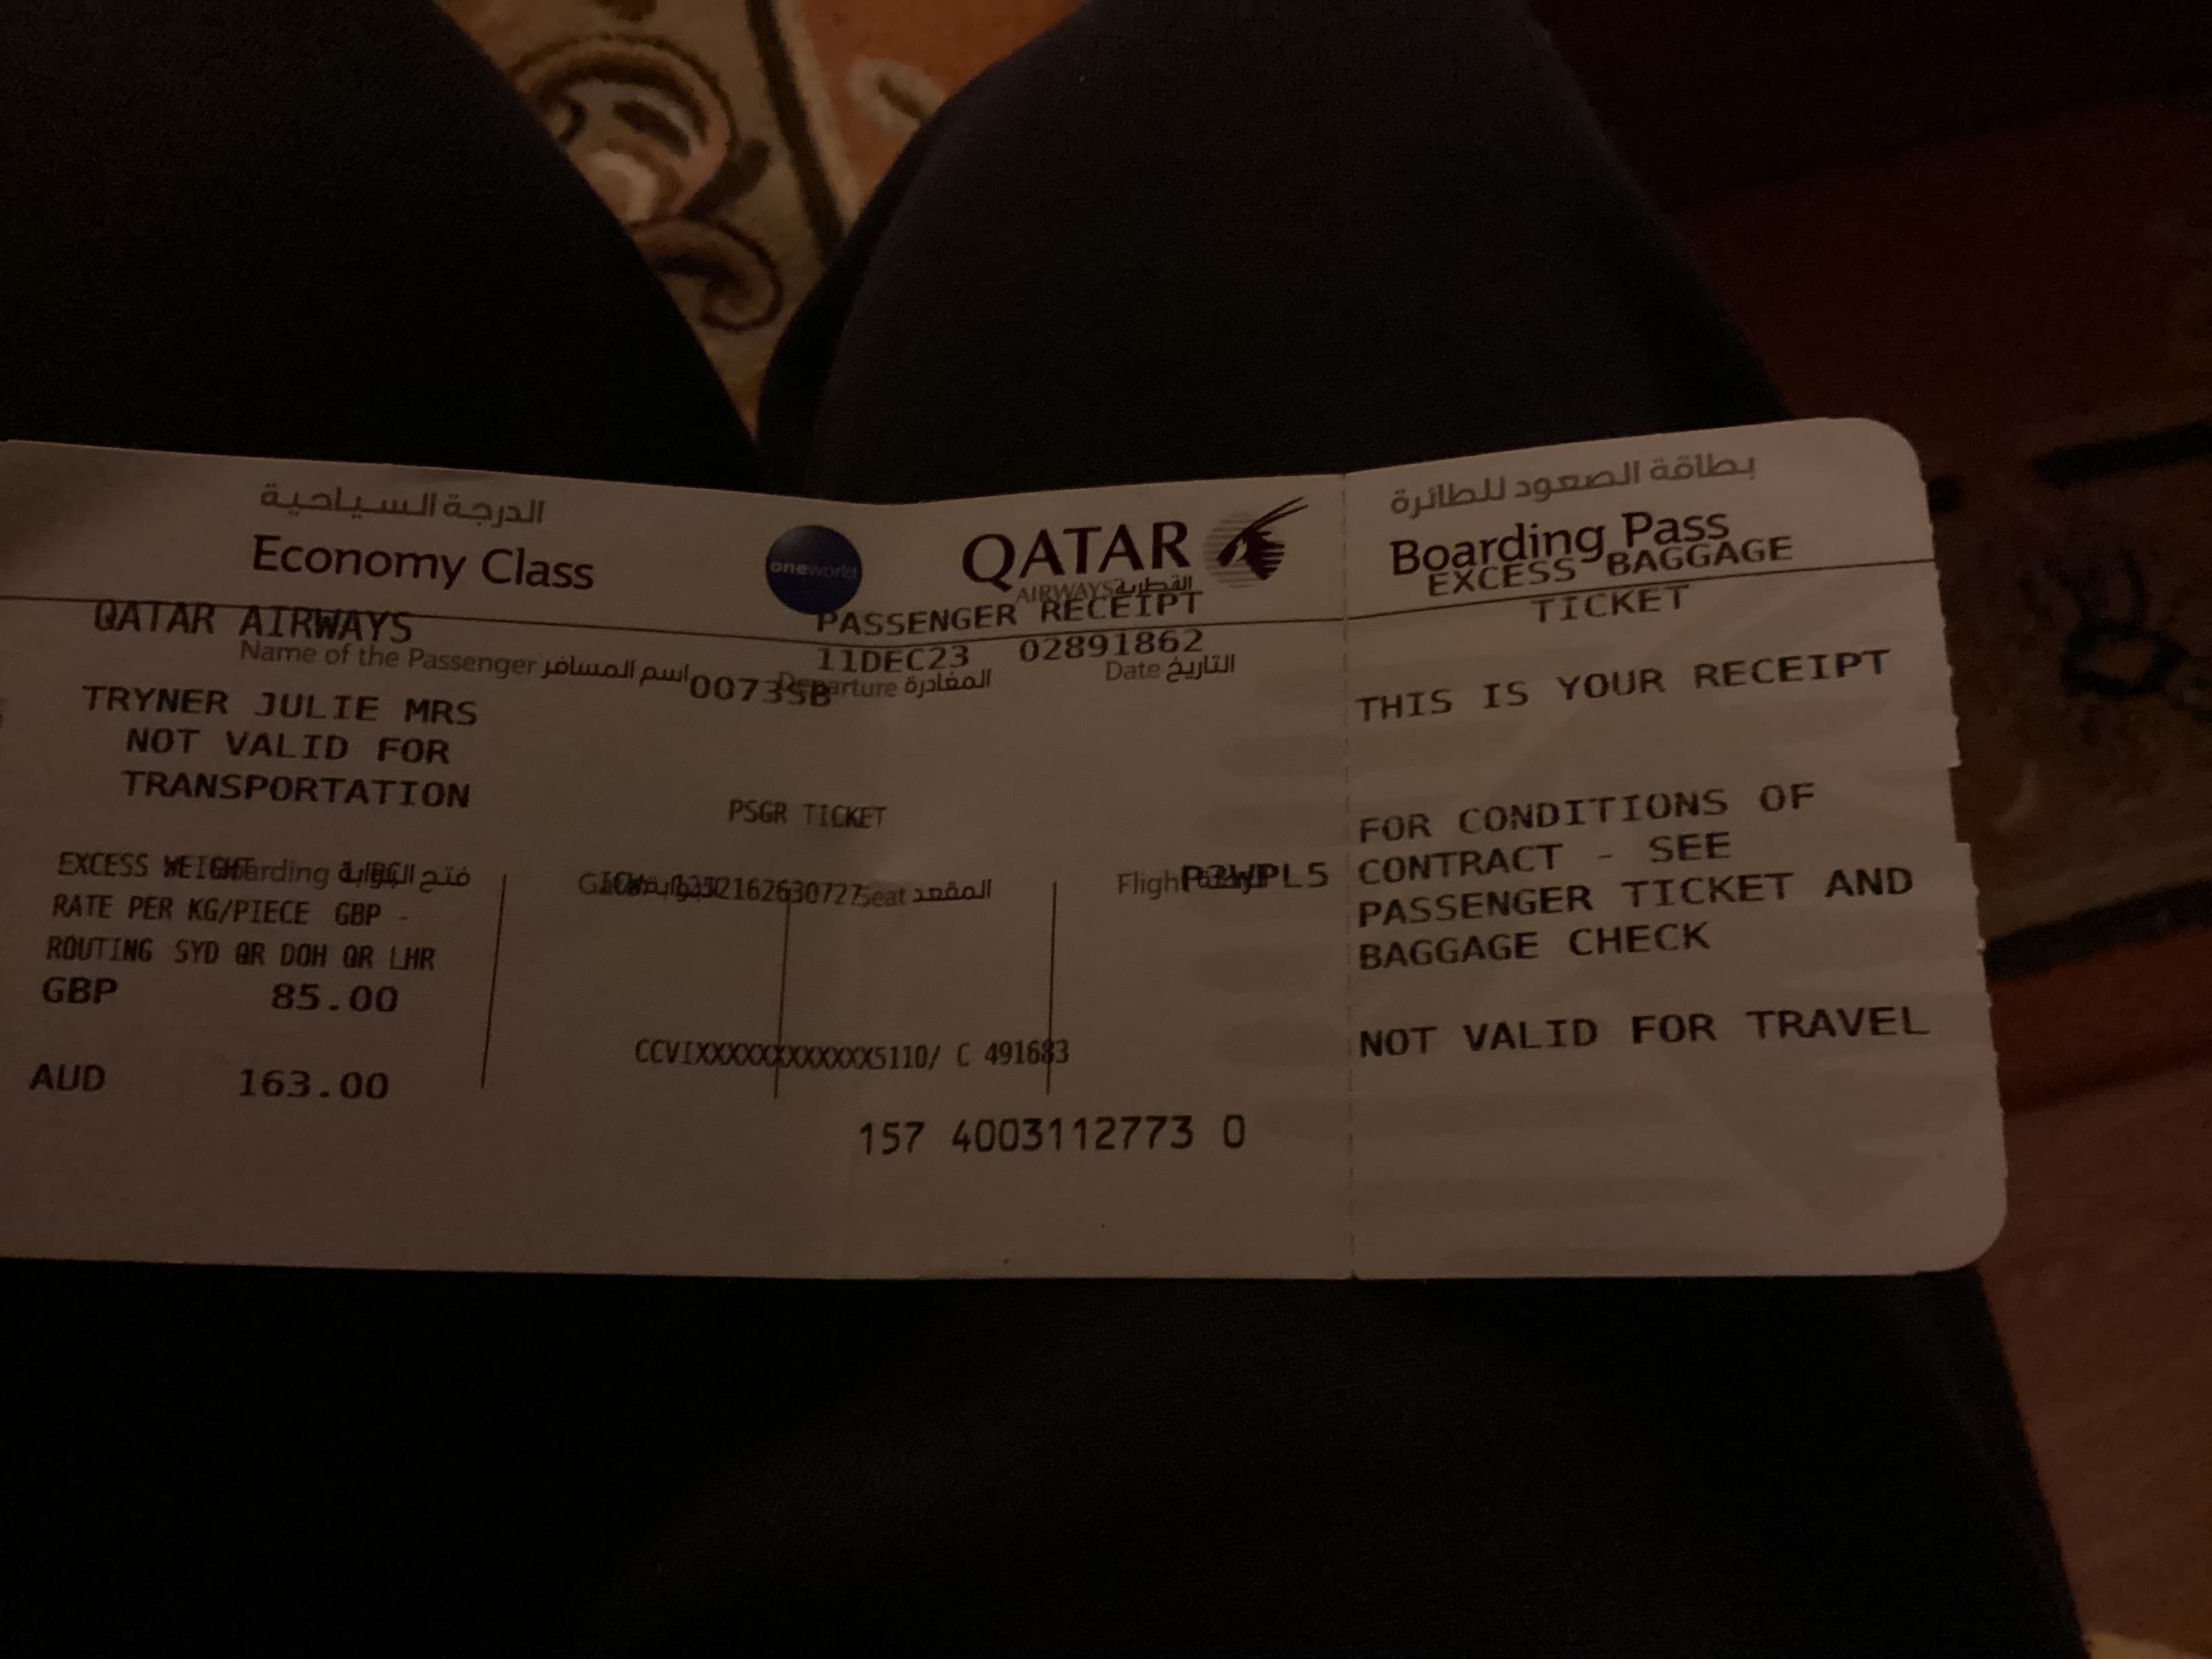 الدرجة السياحية
Economy Class
oneworld
QATAR
AIRWAYS القطرية
بطاقة الصعود للطائرة
Boarding Pass
EXCESS BAGGAGE
TICKET
QATAR AIRWAYS
PASSENGER RECEIPT
11DEC23 02891862
Name of the Passenger اسم المسافر
Departure المغادرة
Date التاريخ
TRYNER JULIE MRS
NOT VALID FOR
TRANSPORTATION
THIS IS YOUR RECEIPT
PSGR TICKET
EXCESS WEIGHT
فتح البوابة
Seat المقعد
Flight
RATE PER KG/PIECE GBP -
ROUTING SYD QR DOH QR LHR
GBP 85.00
AUD 163.00
CCVIXXXXXXXXXXXX5110/ C 491683
157 4003112773 0
FOR CONDITIONS OF
CONTRACT - SEE
PASSENGER TICKET AND
BAGGAGE CHECK
NOT VALID FOR TRAVEL